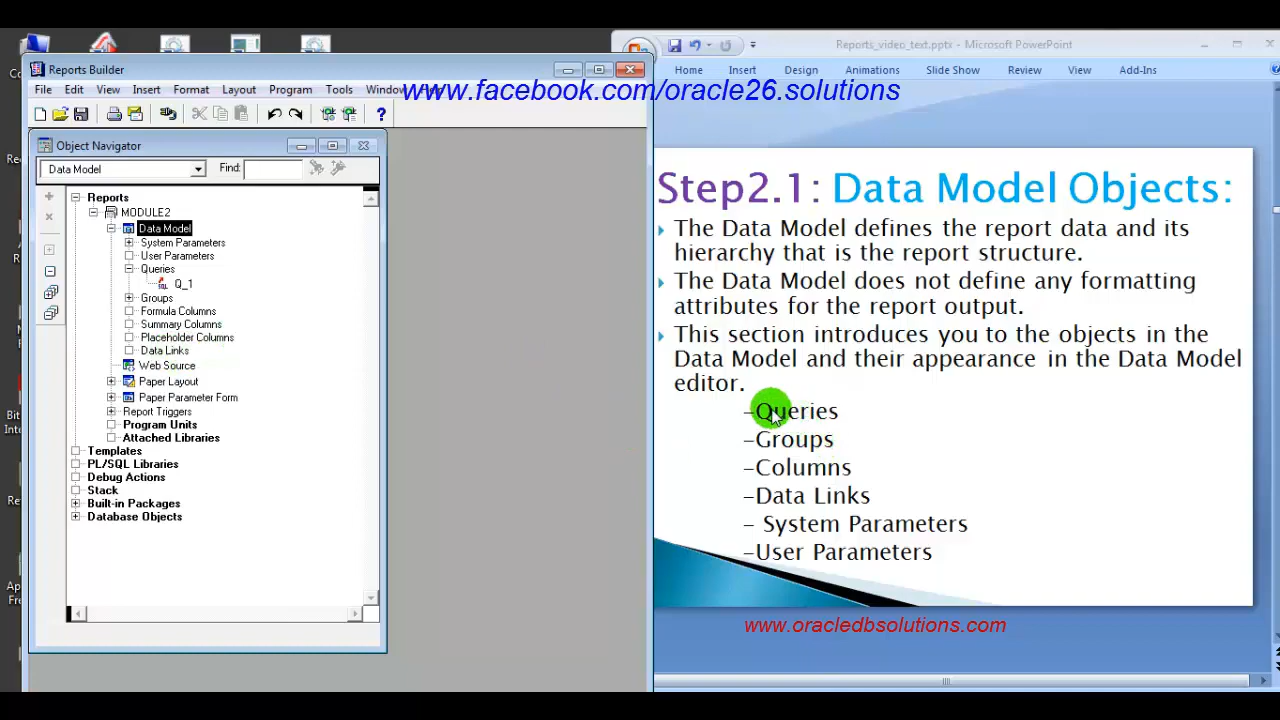 Reports Builder
File Edit View Insert Format Layout Program Tools Window
www.facebook.com/oracle26.solutions
Object Navigator
Data Model
Find:
Reports
MODULE2
Data Model
System Parameters
User Parameters
Queries
Q_1
Groups
Formula Columns
Summary Columns
Placeholder Columns
Data Links
Web Source
Paper Layout
Paper Parameter Form
Report Triggers
Program Units
Attached Libraries
Templates
PL/SQL Libraries
Debug Actions
Stack
Built-in Packages
Database Objects
Reports_video_text.pptx - Microsoft PowerPoint
Home Insert Design Animations Slide Show Review View Add-Ins
Step2.1: Data Model Objects:
The Data Model defines the report data and its
hierarchy that is the report structure.
The Data Model does not define any formatting
attributes for the report output.
This section introduces you to the objects in the
Data Model and their appearance in the Data Model
editor.
–Queries
–Groups
–Columns
–Data Links
– System Parameters
–User Parameters
www.oracledbsolutions.com